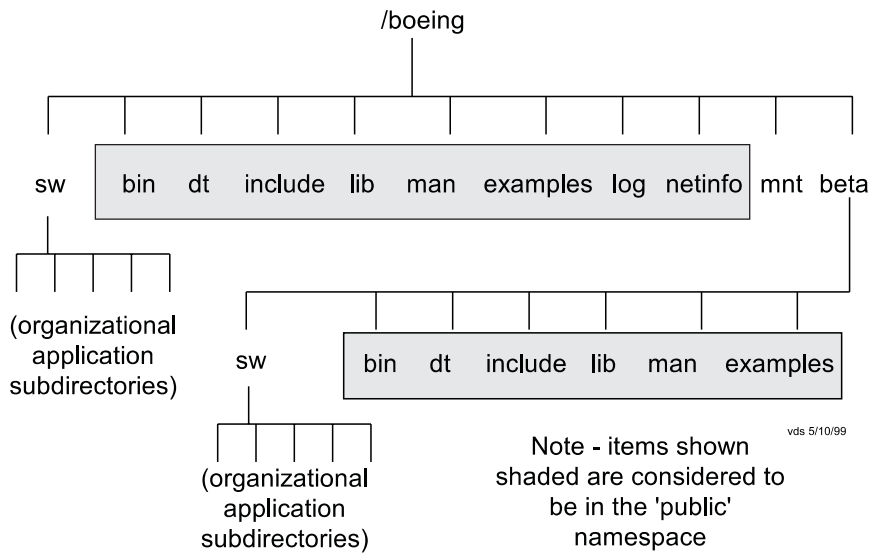 /boeing
sw bin dt include lib man examples log netinfo mnt beta
(organizational
application
subdirectories)
sw bin dt include lib man examples
(organizational
application
subdirectories)
vds 5/10/99
Note - items shown
shaded are considered to
be in the 'public'
namespace